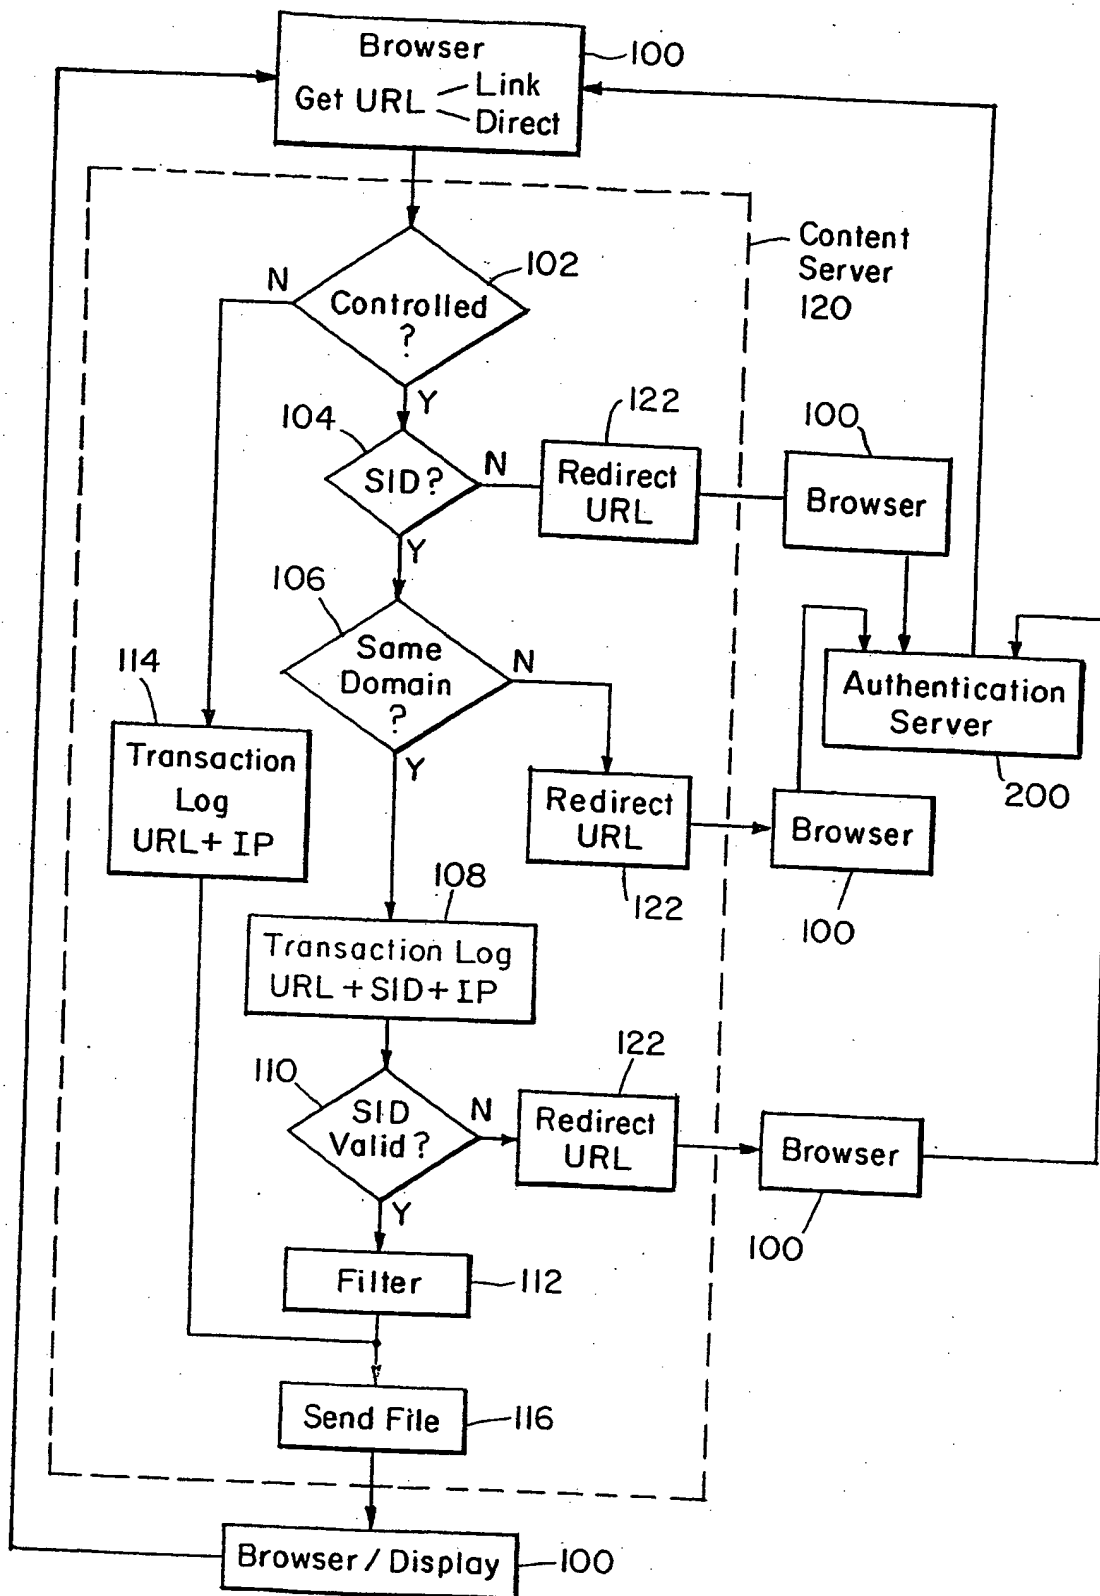 Browser
Get URL
Link
Direct
100
Content
Server
120
N
102
Controlled
?
Y
104
SID?
N
122
Redirect
URL
100
Browser
Y
106
Same
Domain
?
N
Authentication
Server
200
114
Transaction
Log
URL+ IP
Y
Redirect
URL
122
Browser
100
108
Transaction Log
URL + SID + IP
110
SID
Valid?
N
122
Redirect
URL
Browser
100
Y
Filter
112
Send File
116
Browser / Display
100